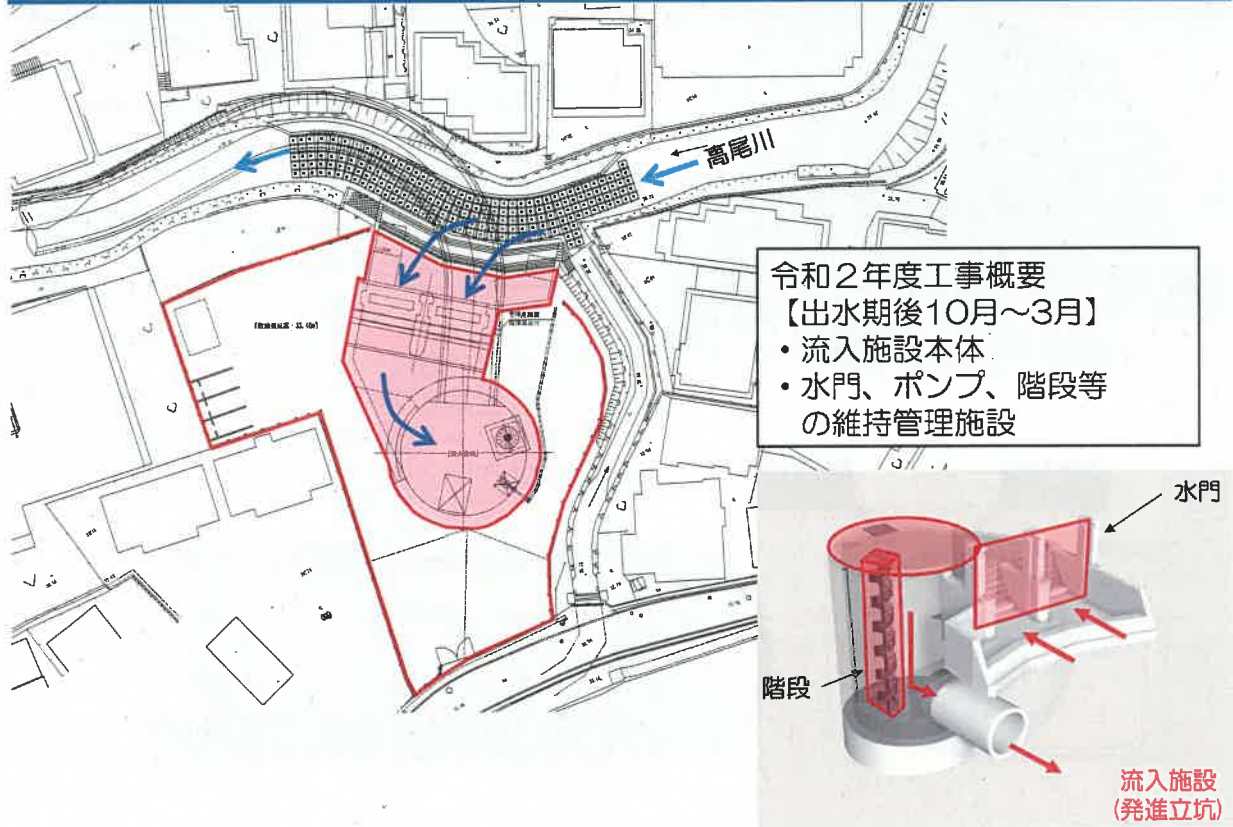 高尾川
令和2年度工事概要
【出水期後10月～3月】
・流入施設本体
・水門、ポンプ、階段等
の維持管理施設
水門
階段
流入施設
(発進立坑)